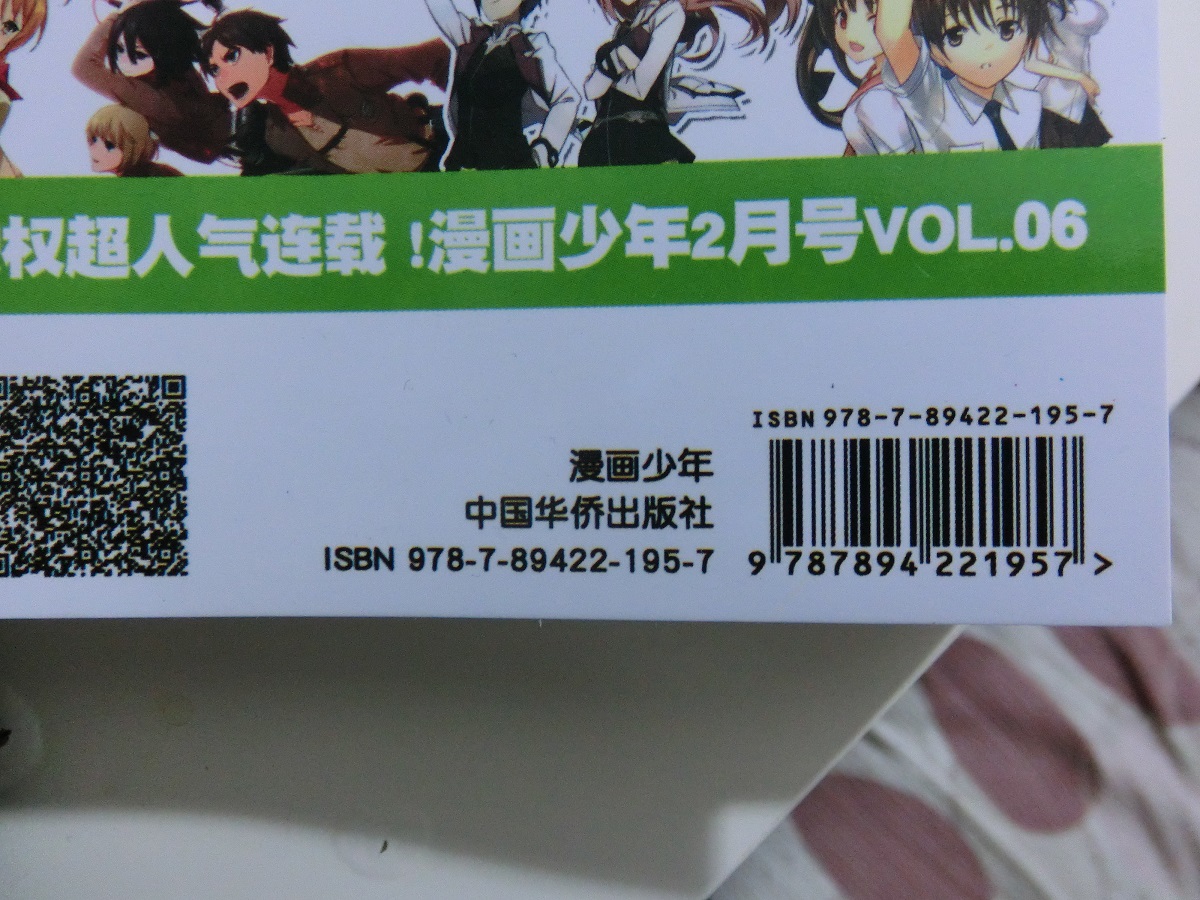 权超人气连载！漫画少年2月号VOL.06
ISBN 978-7-89422-195-7
漫画少年
中国华侨出版社
ISBN 978-7-89422-195-7
9 787894 221957 >